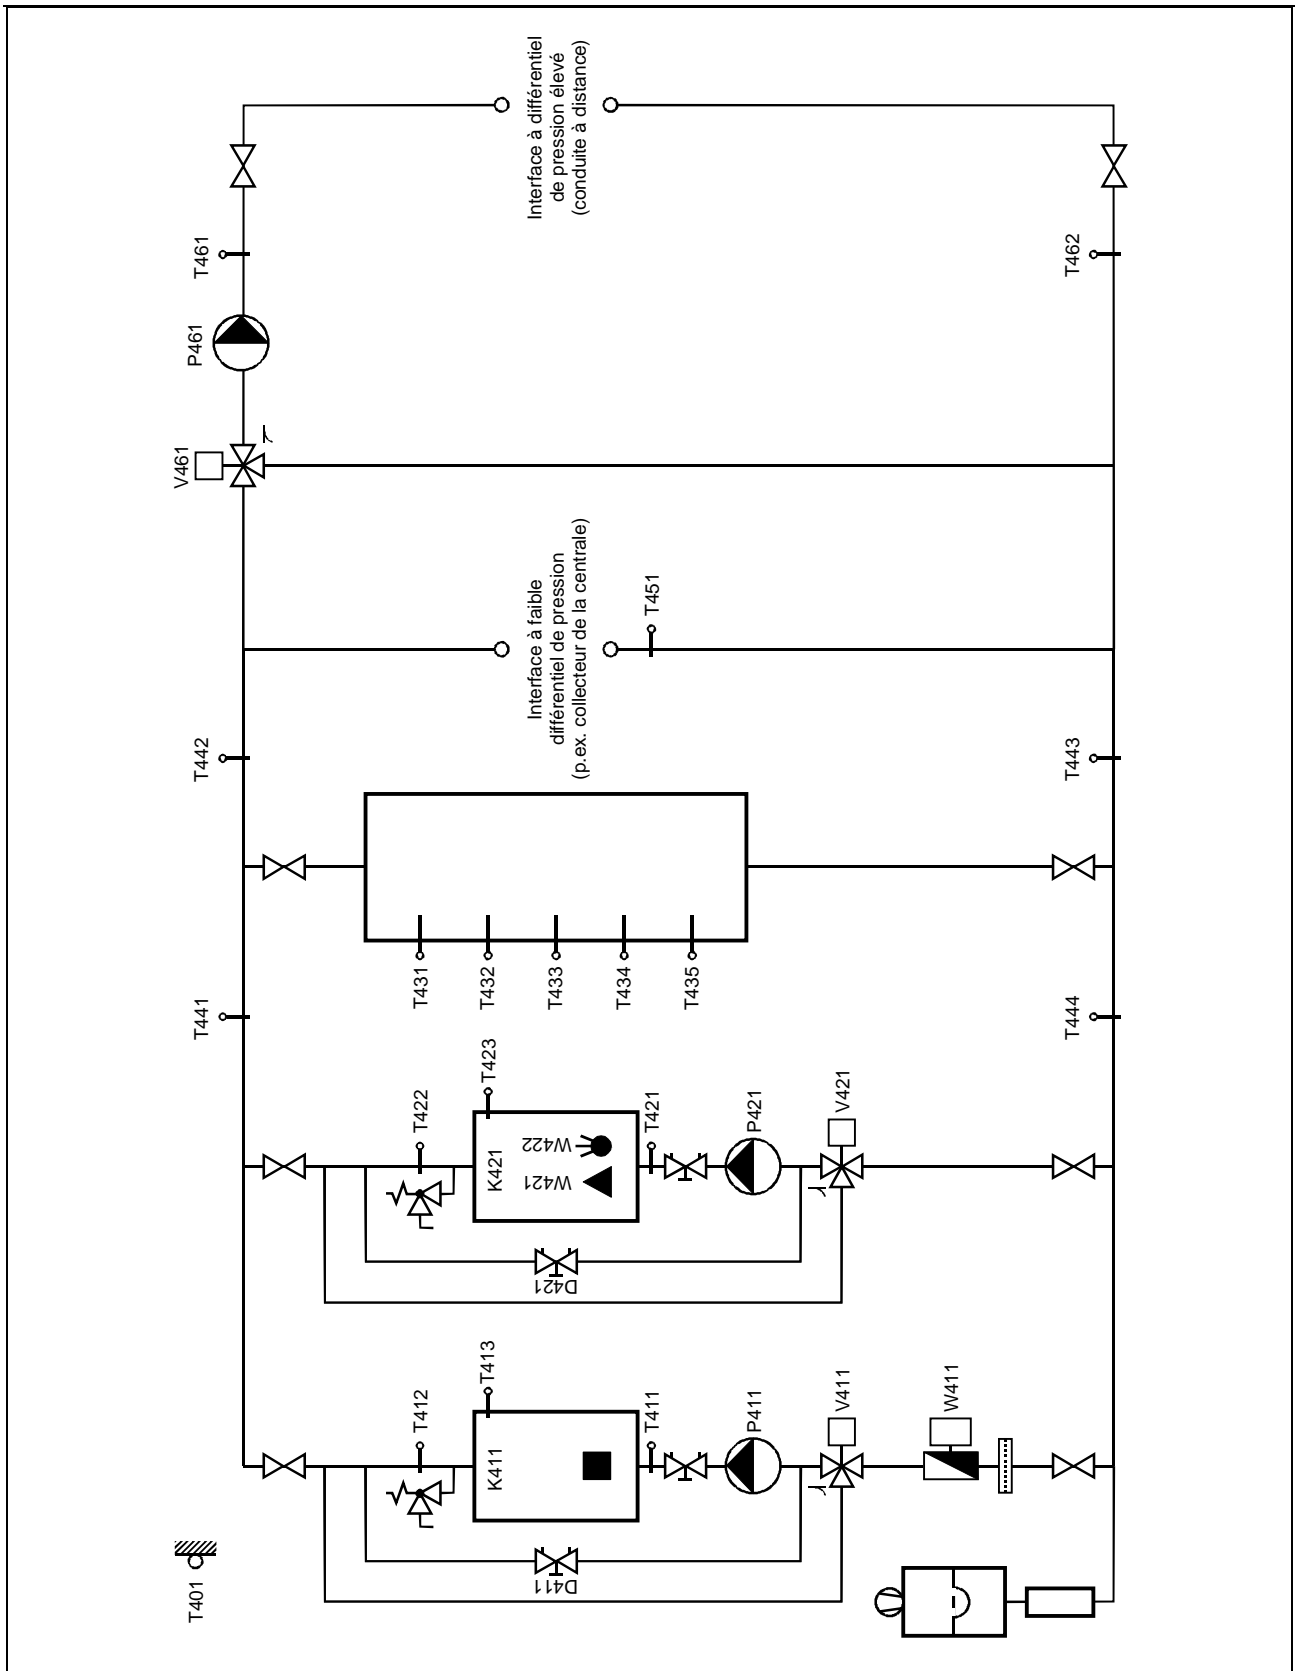 T401
D411
T412
K411
T413
T411
P411
V411
W411
D421
T422
K421
W421
W422
T423
T421
P421
V421
T441
T444
T431
T432
T433
T434
T435
T442
T443
Interface à faible
différentiel de pression
(p.ex. collecteur de la centrale)
T451
V461
P461
T461
T462
Interface à différentiel
de pression élevé
(conduite à distance)